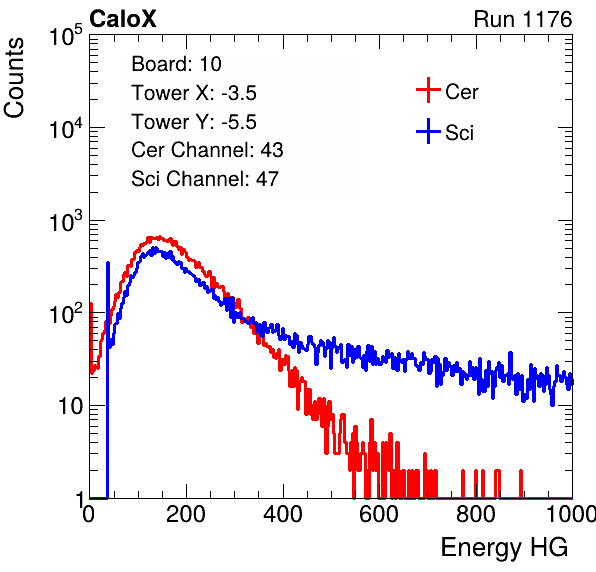 CaloX Run 1176
Counts
10^5
10^4
10^3
10^2
10
1
Board: 10
Tower X: -3.5
Tower Y: -5.5
Cer Channel: 43
Sci Channel: 47
Cer
Sci
0 200 400 600 800 1000
Energy HG